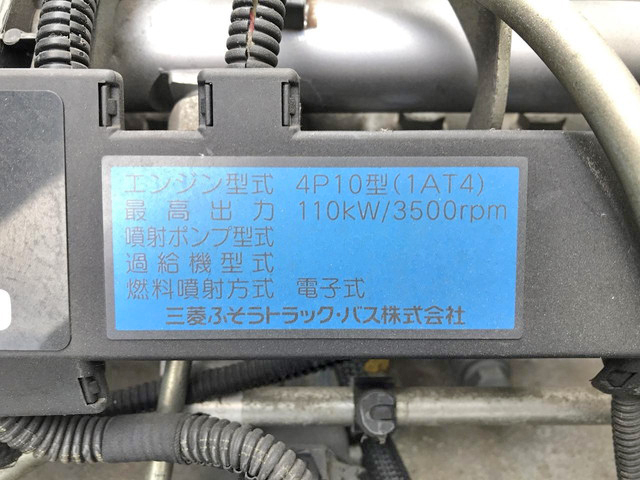 エンジン型式 4P10型(1AT4)
最高出力 110kW/3500rpm
噴射ポンプ型式
過給機型式
燃料噴射方式 電子式
三菱ふそうトラック・バス株式会社